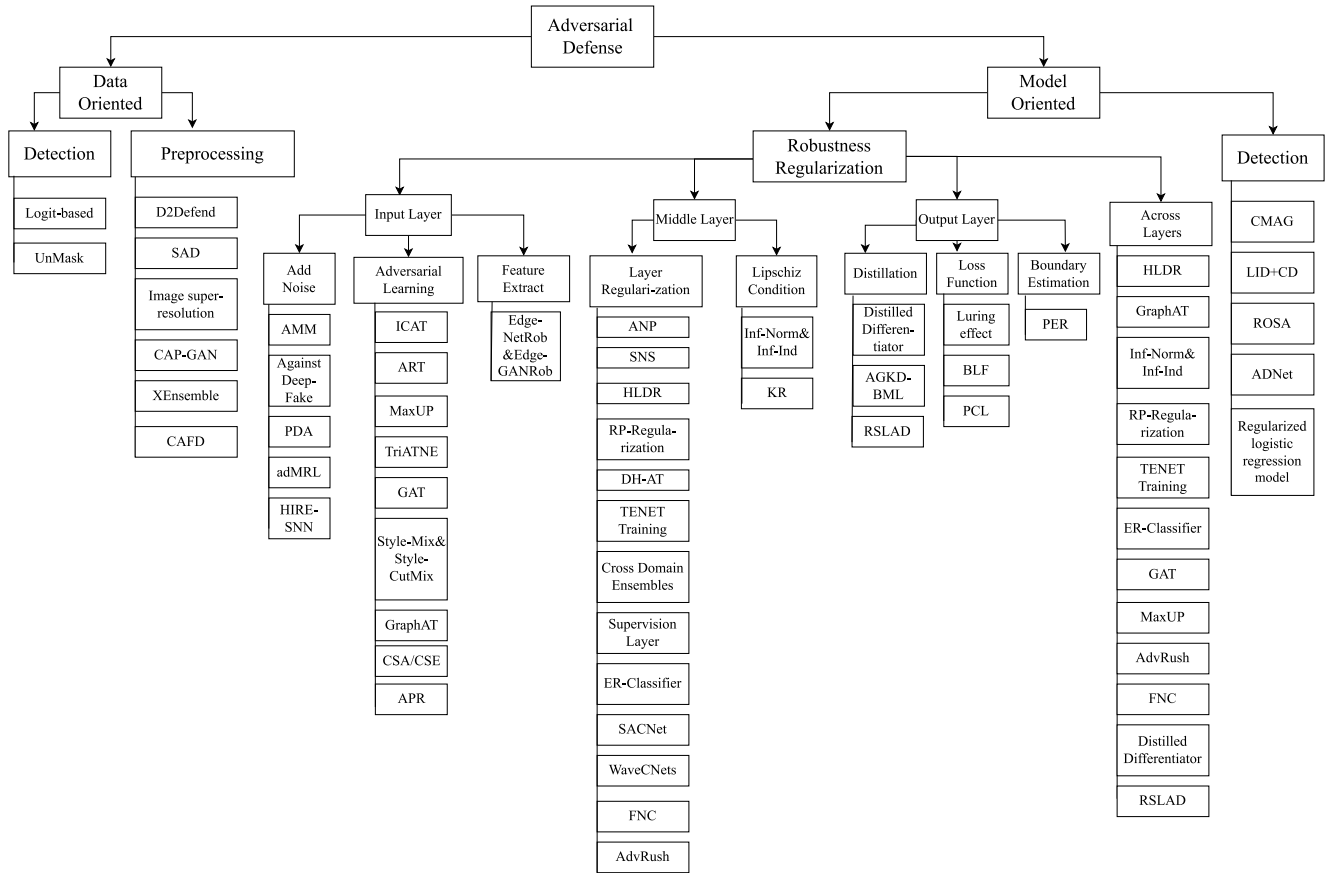 Adversarial
Defense
Data
Oriented
Model
Oriented
Detection
Preprocessing
Robustness
Regularization
Detection
Logit-based
UnMask
D2Defend
SAD
Image super-
resolution
CAP-GAN
XEnsemble
CAFD
Input Layer
Middle Layer
Output Layer
Across
Layers
Add
Noise
AMM
Against
Deep-
Fake
PDA
adMRL
HIRE-
SNN
Adversarial
Learning
ICAT
ART
MaxUP
TriATNE
GAT
Style-Mix&
Style-
CutMix
GraphAT
CSA/CSE
APR
Feature
Extract
Edge-
NetRob
&Edge-
GANRob
Layer
Regulari-zation
ANP
SNS
HLDR
RP-Regula-
rization
DH-AT
TENET
Training
Cross Domain
Ensembles
Supervision
Layer
ER-Classifier
SACNet
WaveCNets
FNC
AdvRush
Lipschiz
Condition
Inf-Norm&
Inf-Ind
KR
Distillation
Distilled
Differen-
tiator
AGKD-
BML
RSLAD
Loss
Function
Luring
effect
BLF
PCL
Boundary
Estimation
PER
HLDR
GraphAT
Inf-Norm&
Inf-Ind
RP-Regula-
rization
TENET
Training
ER-Classifier
GAT
MaxUP
AdvRush
FNC
Distilled
Differentiator
RSLAD
CMAG
LID+CD
ROSA
ADNet
Regularized
logistic
regression
model